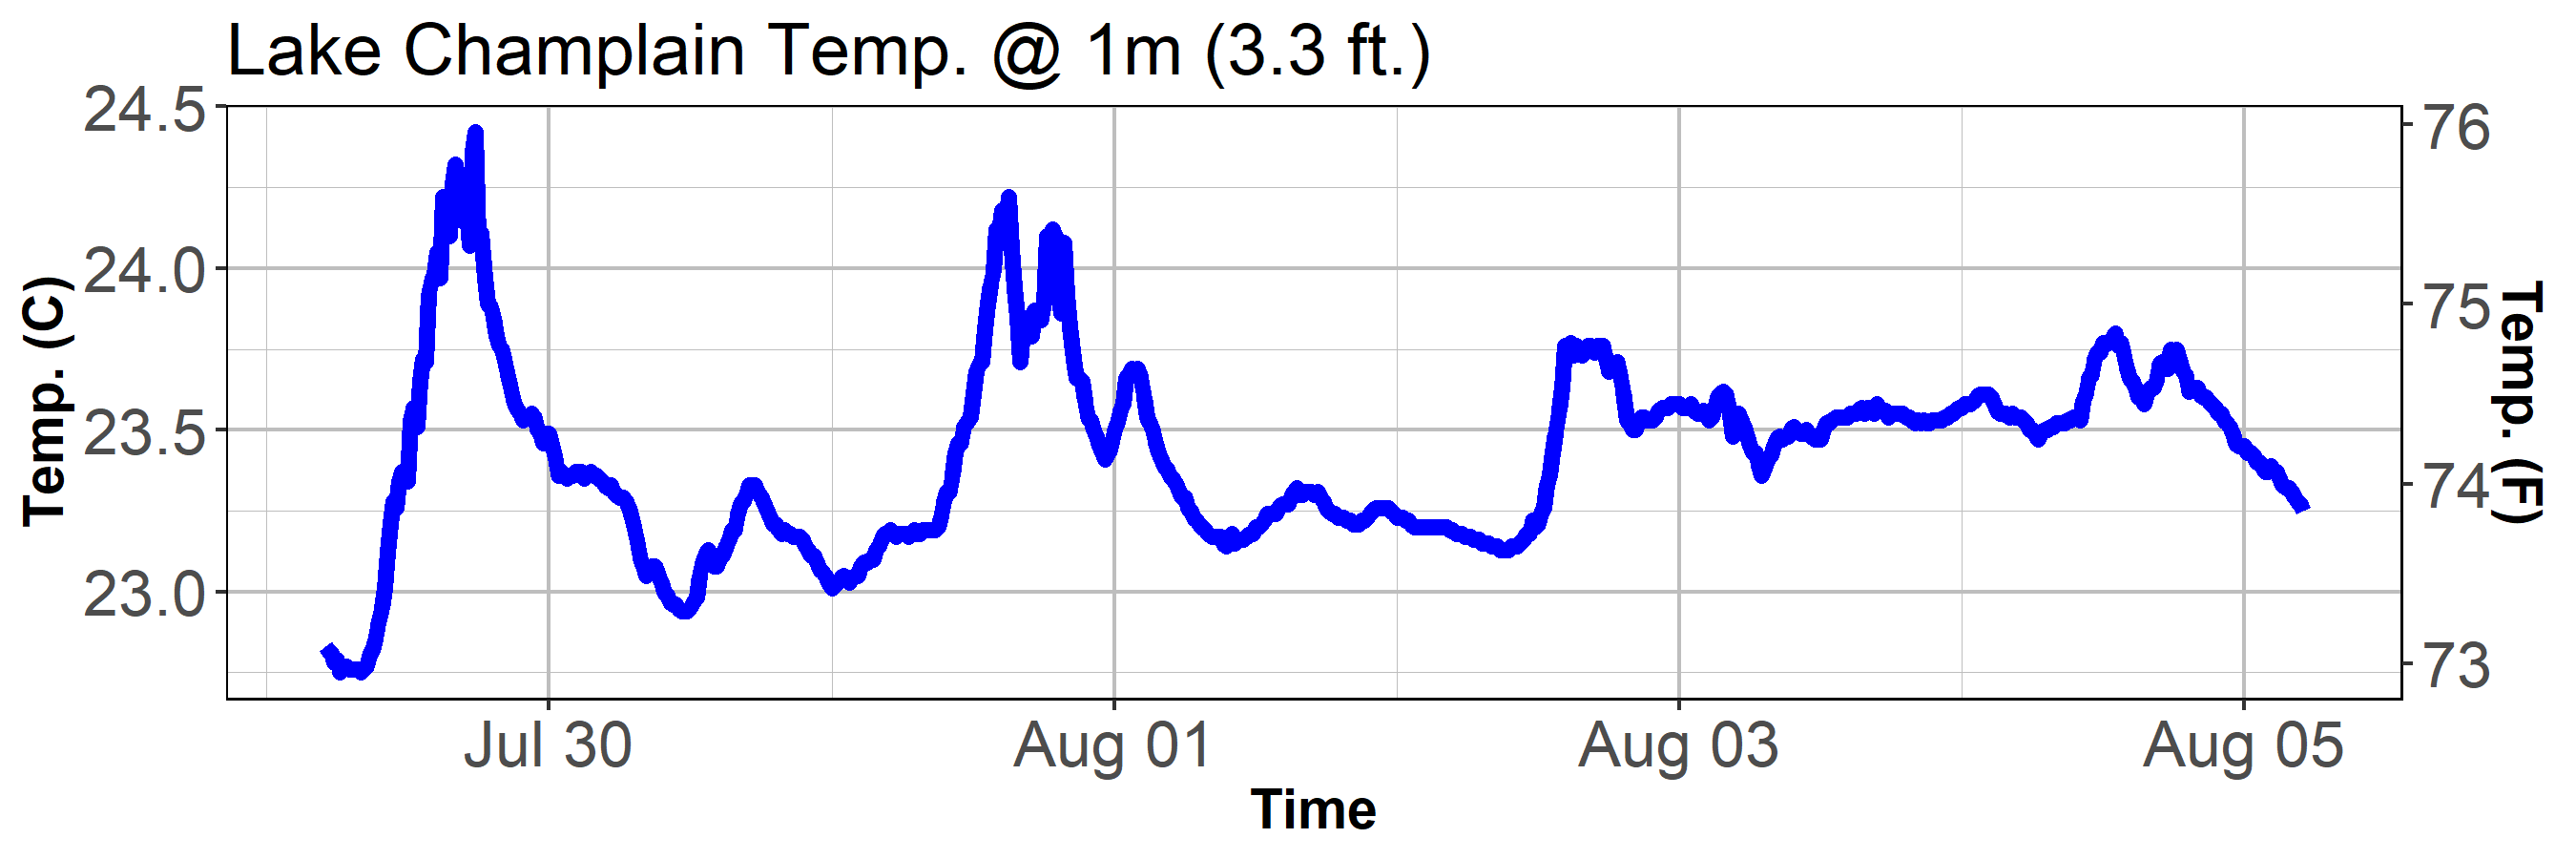 Lake Champlain Temp. @ 1m (3.3 ft.)
24.5
24.0
23.5
23.0
Temp. (C)
76
75
74
73
Temp. (F)
Jul 30
Aug 01
Aug 03
Aug 05
Time